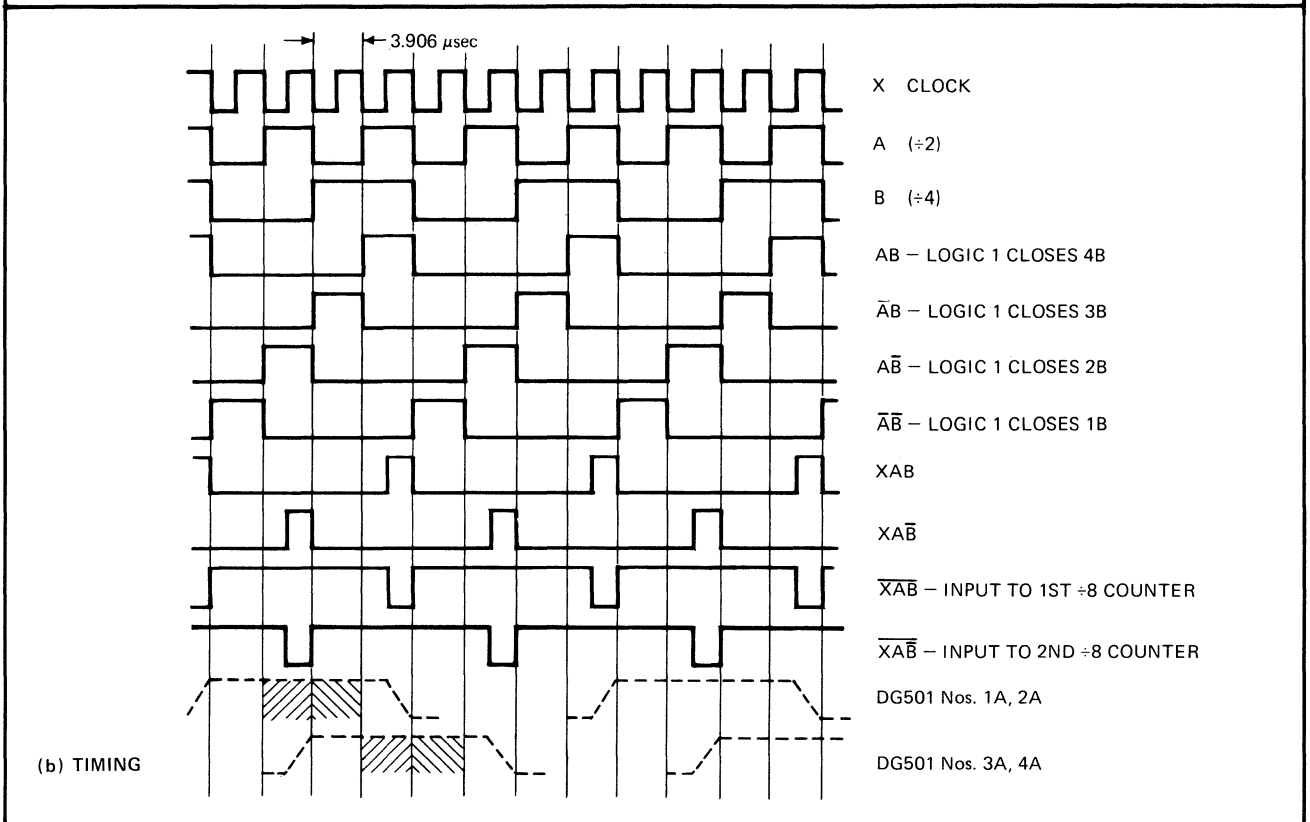 3.906 μsec
X CLOCK
A (÷2)
B (÷4)
AB – LOGIC 1 CLOSES 4B
A̅B – LOGIC 1 CLOSES 3B
AB̅ – LOGIC 1 CLOSES 2B
A̅B̅ – LOGIC 1 CLOSES 1B
XAB
XAB̅
X̅A̅B̅ – INPUT TO 1ST ÷8 COUNTER
X̅A̅B̿ – INPUT TO 2ND ÷8 COUNTER
DG501 Nos. 1A, 2A
(b) TIMING
DG501 Nos. 3A, 4A